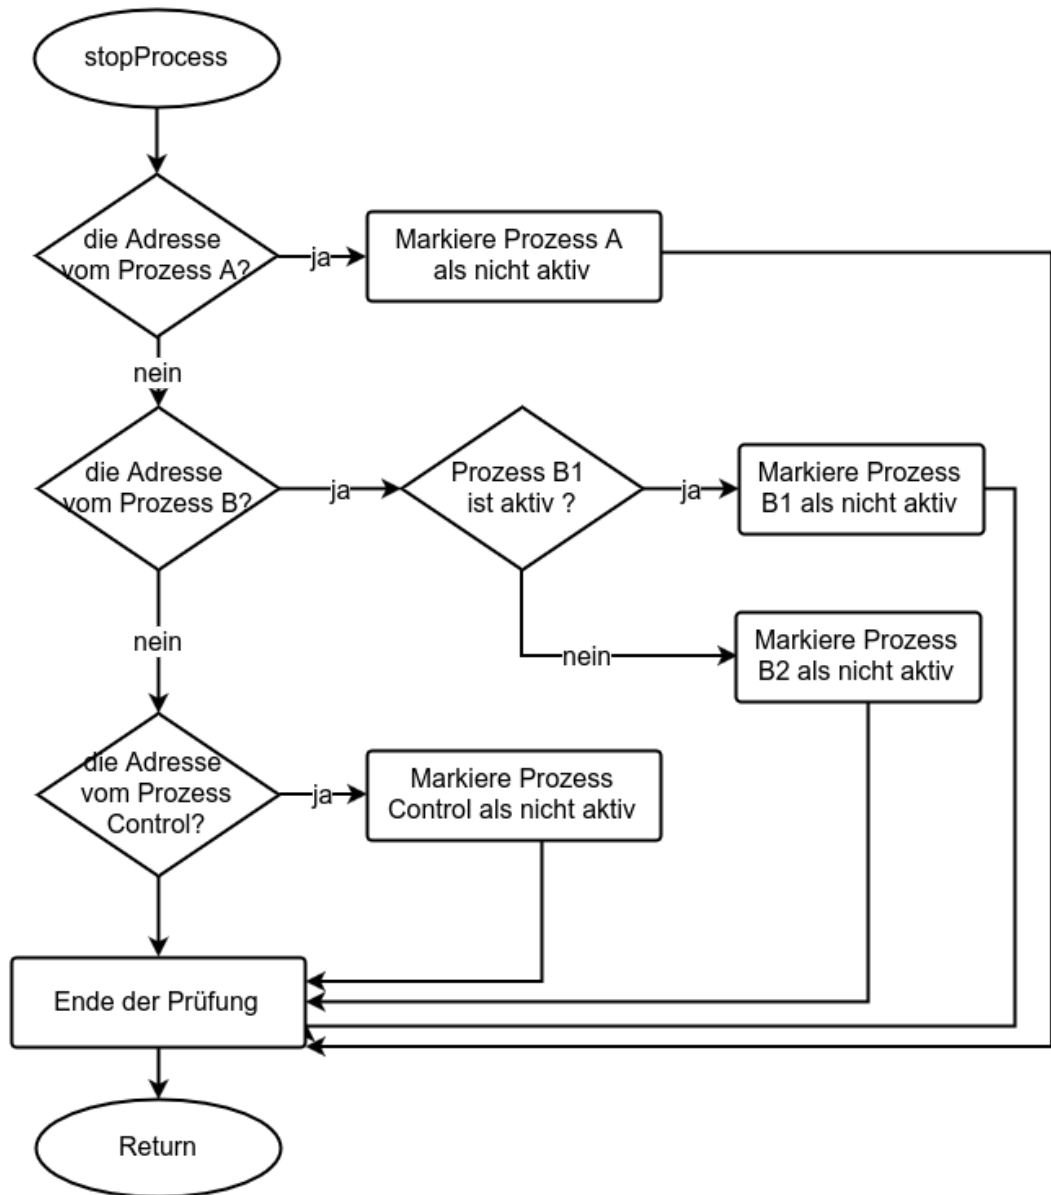 stopProcess
die Adresse
vom Prozess A?
ja
Markiere Prozess A
als nicht aktiv
nein
die Adresse
vom Prozess B?
ja
Prozess B1
ist aktiv ?
ja
Markiere Prozess
B1 als nicht aktiv
nein
nein
Markiere Prozess
B2 als nicht aktiv
die Adresse
vom Prozess
Control?
ja
Markiere Prozess
Control als nicht aktiv
Ende der Prüfung
Return